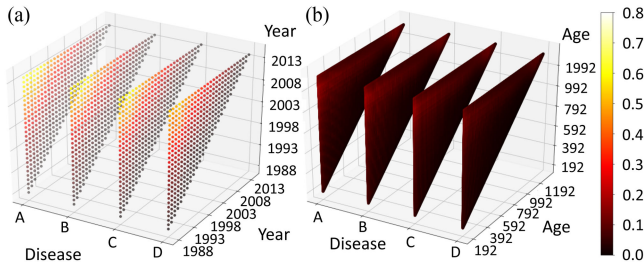 (a)
Year
2013
2008
2003
1998
1993
1988
2013
2008
2003
1998
1993
1988
Year
A
B
C
D
Disease
(b)
Age
1992
992
792
592
392
192
1192
992
792
592
392
192
Age
A
B
C
D
Disease
0.8
0.7
0.6
0.5
0.4
0.3
0.2
0.1
0.0